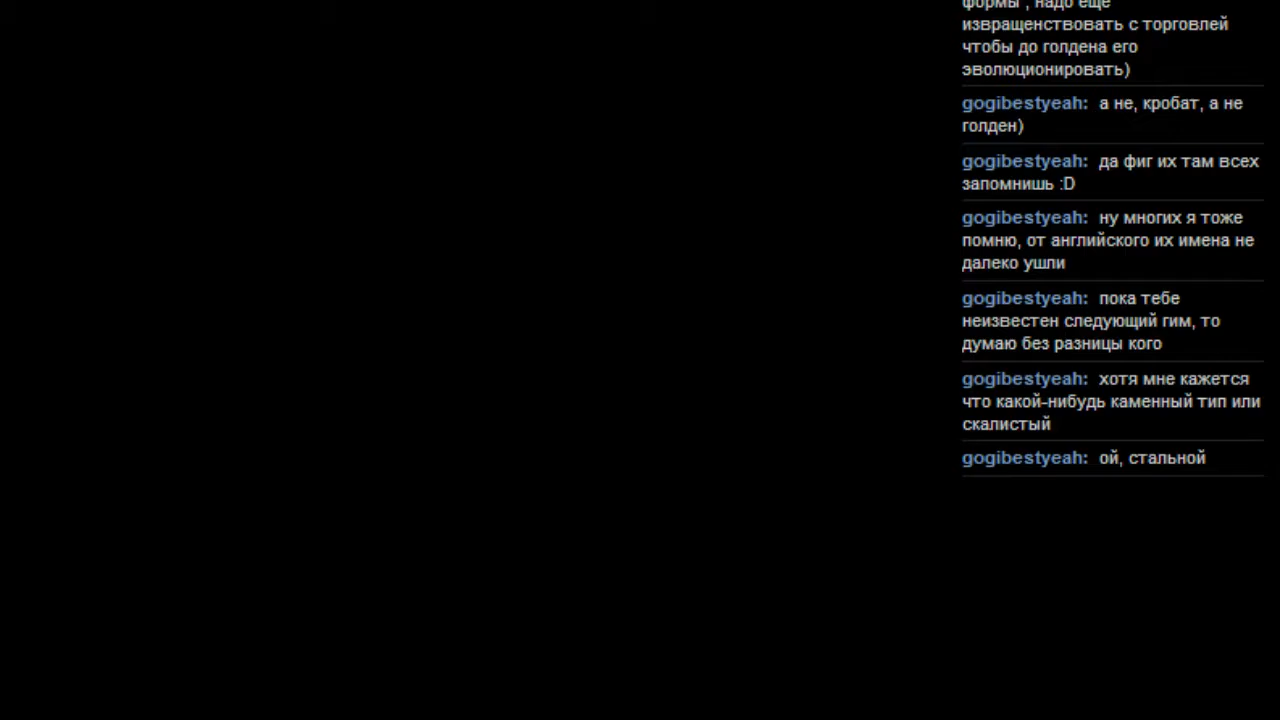 формы , надо еще
извращенствовать с торговлей
чтобы до голдена его
эволюционировать)
gogibestyeah: а не, кробат, а не
голден)
gogibestyeah: да фиг их там всех
запомнишь :D
gogibestyeah: ну многих я тоже
помню, от английского их имена не
далеко ушли
gogibestyeah: пока тебе
неизвестен следующий гим, то
думаю без разницы кого
gogibestyeah: хотя мне кажется
что какой-нибудь каменный тип или
скалистый
gogibestyeah: ой, стальной